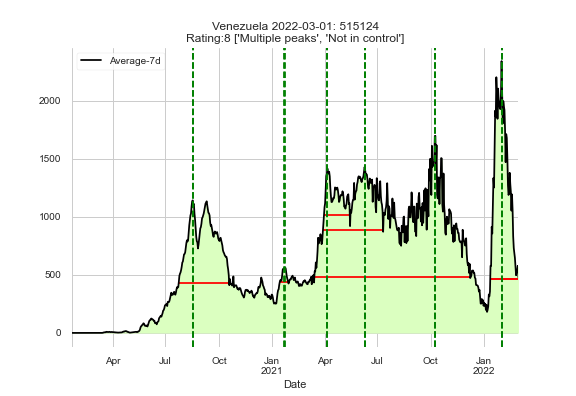 Venezuela 2022-03-01: 515124
Rating:8 ['Multiple peaks', 'Not in control']
Average-7d
2000
1500
1000
500
0
Apr Jul Oct Jan Apr Jul Oct Jan
2021 2022
Date